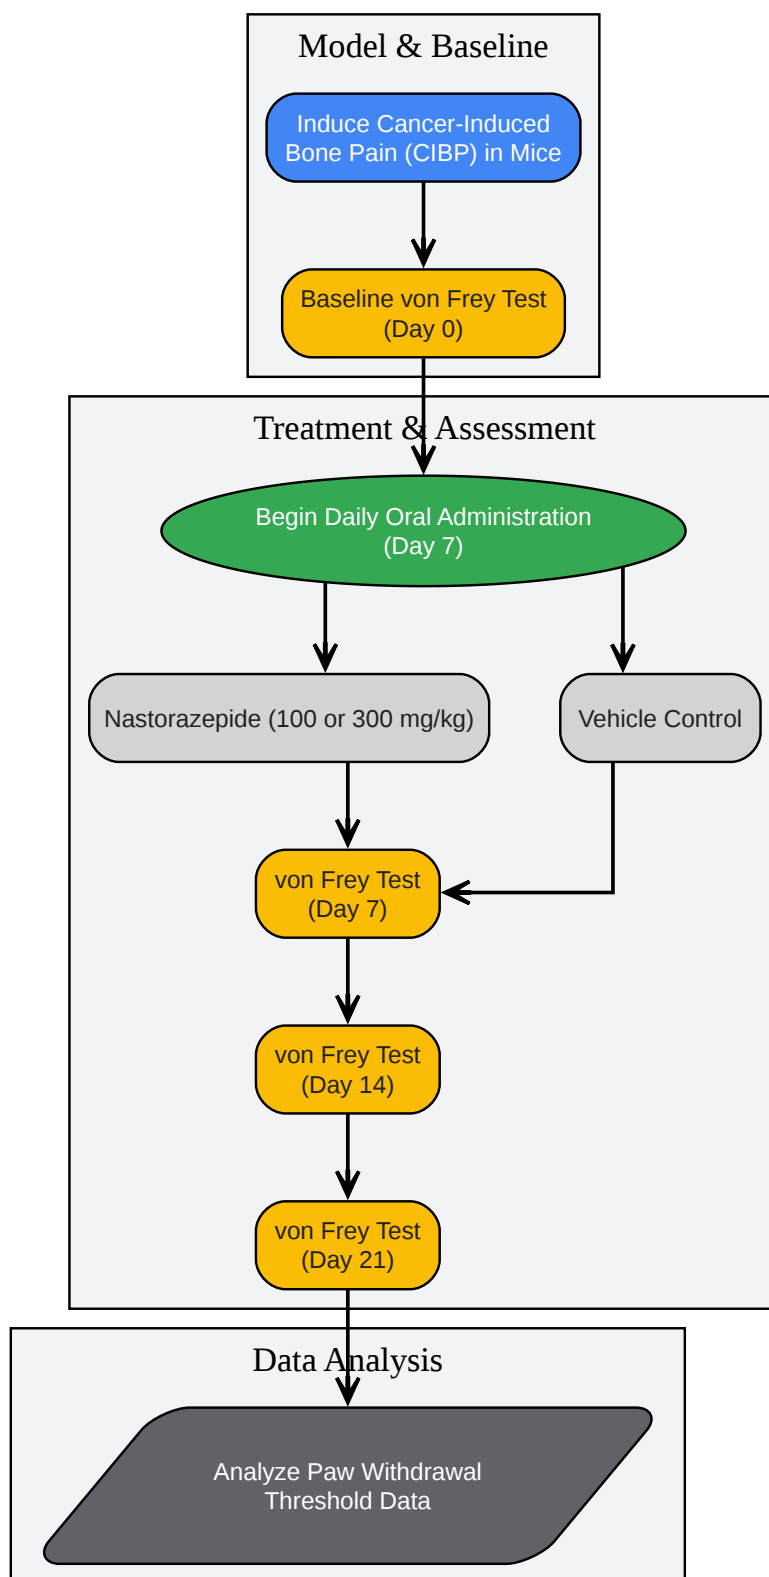 Model & Baseline
Induce Cancer-Induced
Bone Pain (CIBP) in Mice
Baseline von Frey Test
(Day 0)
Treatment & Assessment
Begin Daily Oral Administration
(Day 7)
Nastorazepide (100 or 300 mg/kg)
Vehicle Control
von Frey Test
(Day 7)
von Frey Test
(Day 14)
von Frey Test
(Day 21)
Data Analysis
Analyze Paw Withdrawal
Threshold Data